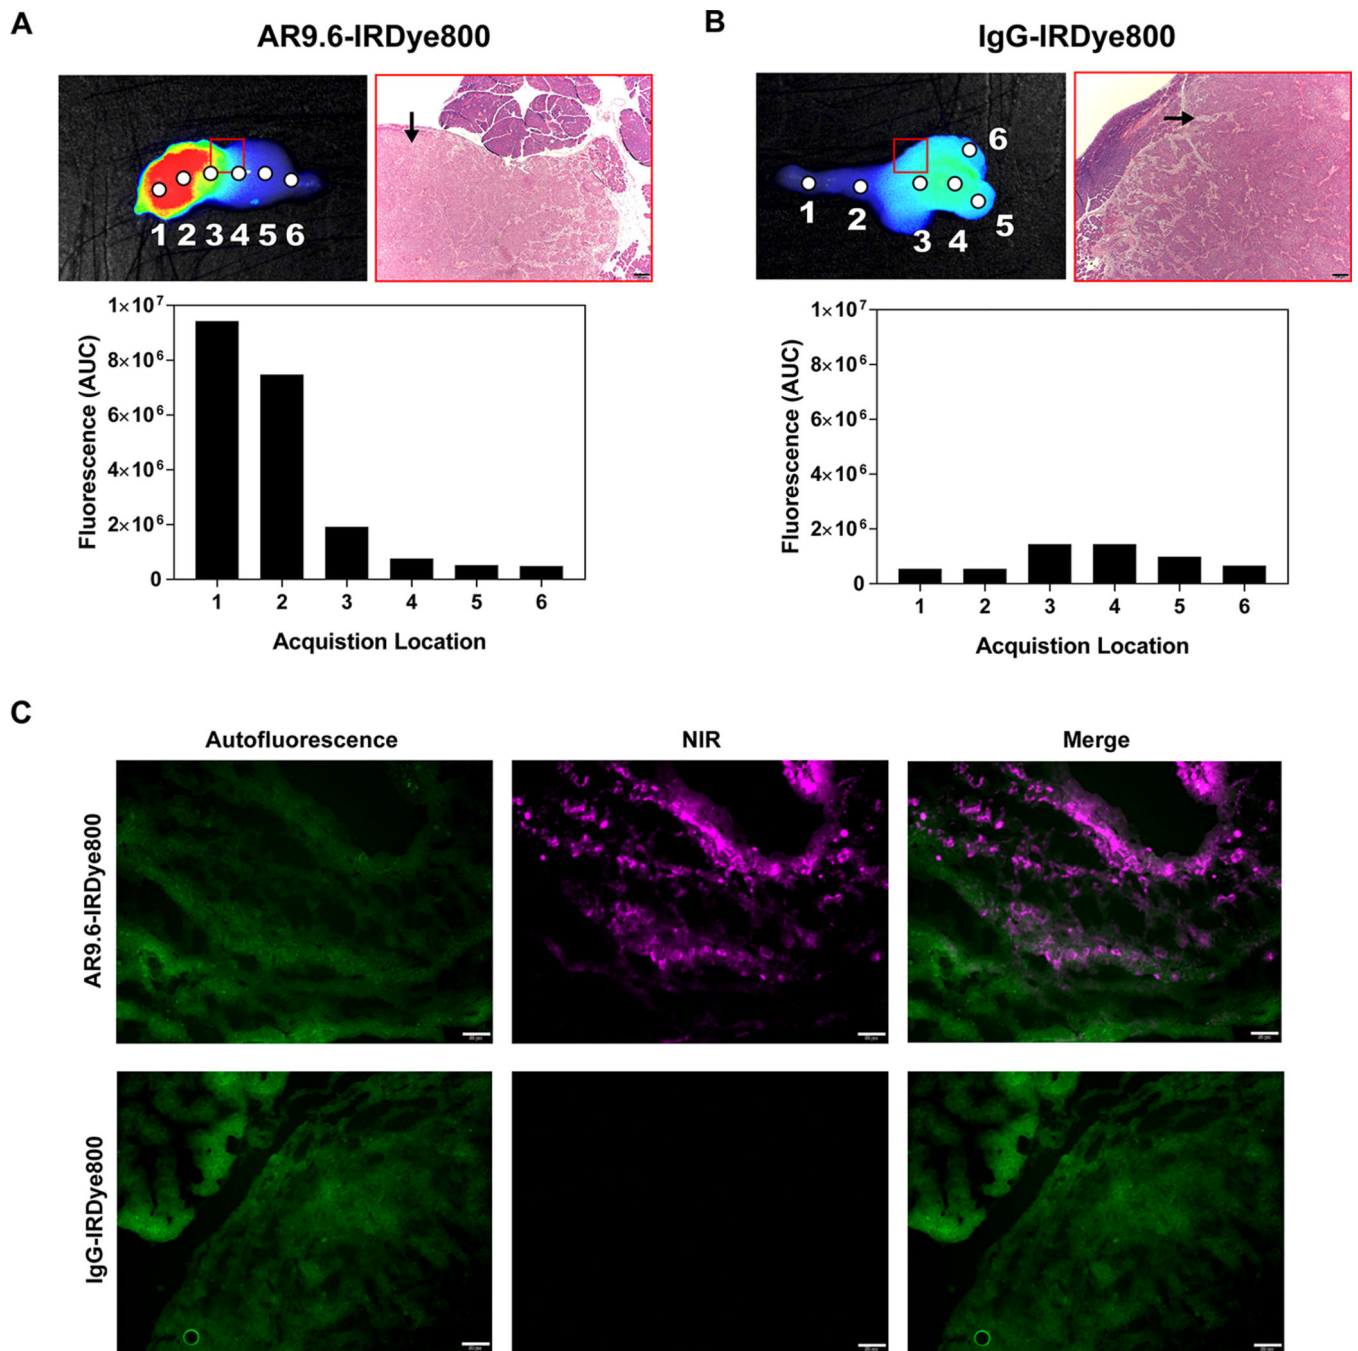 A
AR9.6-IRDye800
1 2 3 4 5 6
Fluorescence (AUC)
1×10⁷
8×10⁶
6×10⁶
4×10⁶
2×10⁶
0
1 2 3 4 5 6
Acquistion Location
B
IgG-IRDye800
6
1 2 3 4 5
Fluorescence (AUC)
1×10⁷
8×10⁶
6×10⁶
4×10⁶
2×10⁶
0
1 2 3 4 5 6
Acquistion Location
C
Autofluorescence NIR Merge
AR9.6-IRDye800
IgG-IRDye800